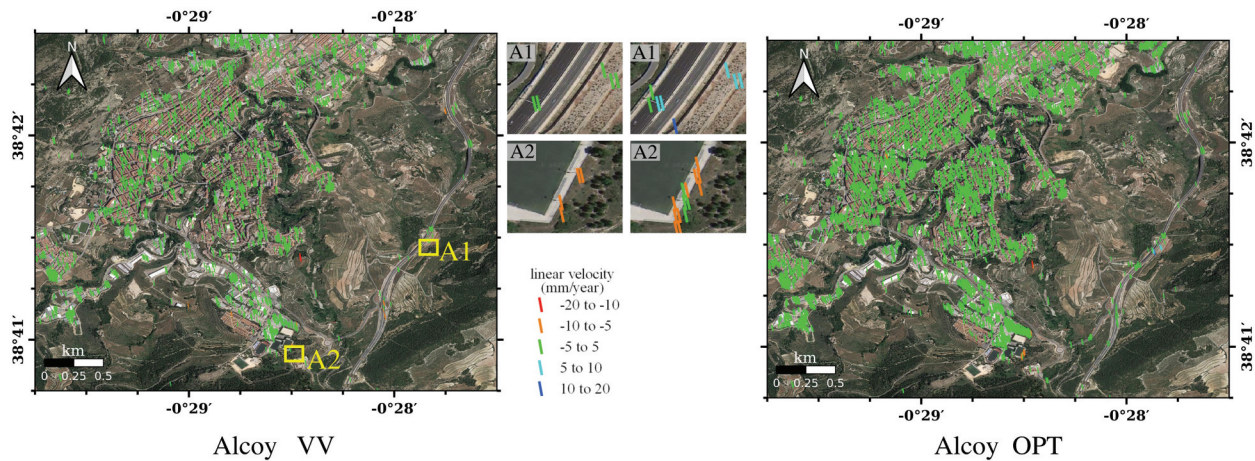 -0°29′ -0°28′
N
38°42′
38°41′
A1
A2
km
0 0.25 0.5
-0°29′ -0°28′
Alcoy VV
A1 A1
A2 A2
linear velocity
(mm/year)
-20 to -10
-10 to -5
-5 to 5
5 to 10
10 to 20
-0°29′ -0°28′
N
38°42′
38°41′
km
0 0.25 0.5
-0°29′ -0°28′
Alcoy OPT